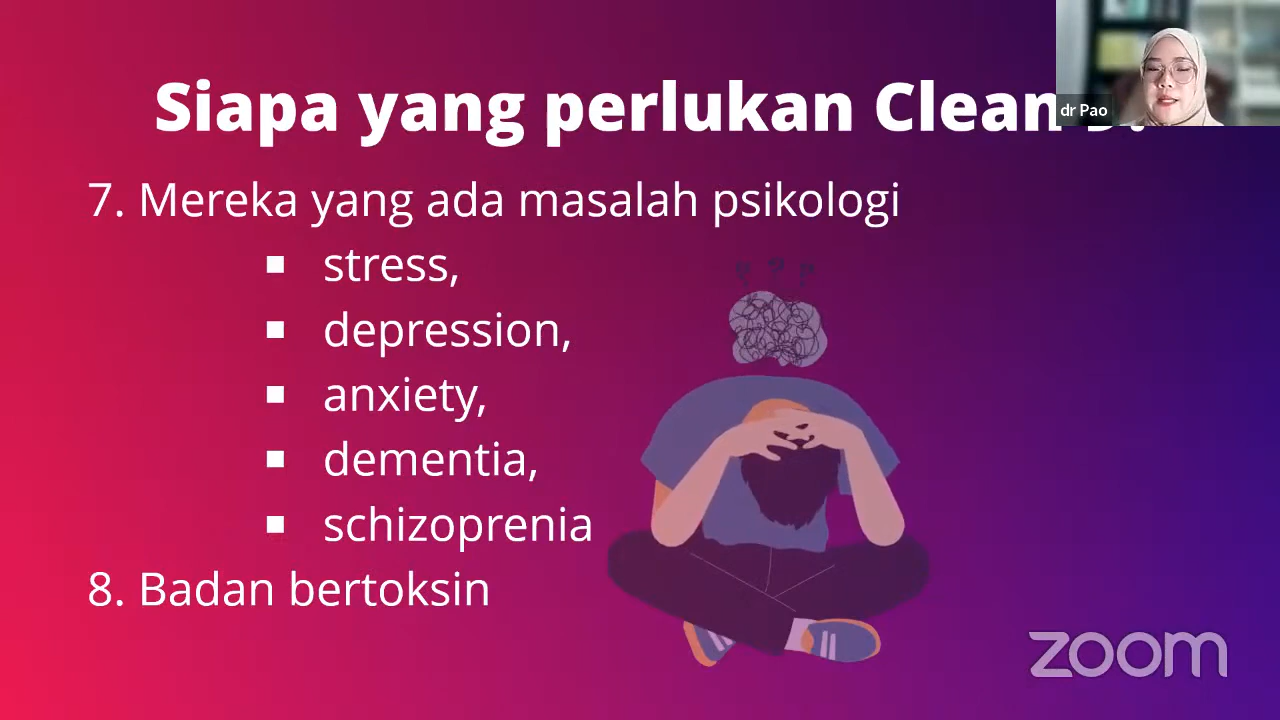 Siapa yang perlukan Clean
dr Pao
7. Mereka yang ada masalah psikologi
▪ stress,
▪ depression,
▪ anxiety,
▪ dementia,
▪ schizoprenia
8. Badan bertoksin
? ? ?
zoom